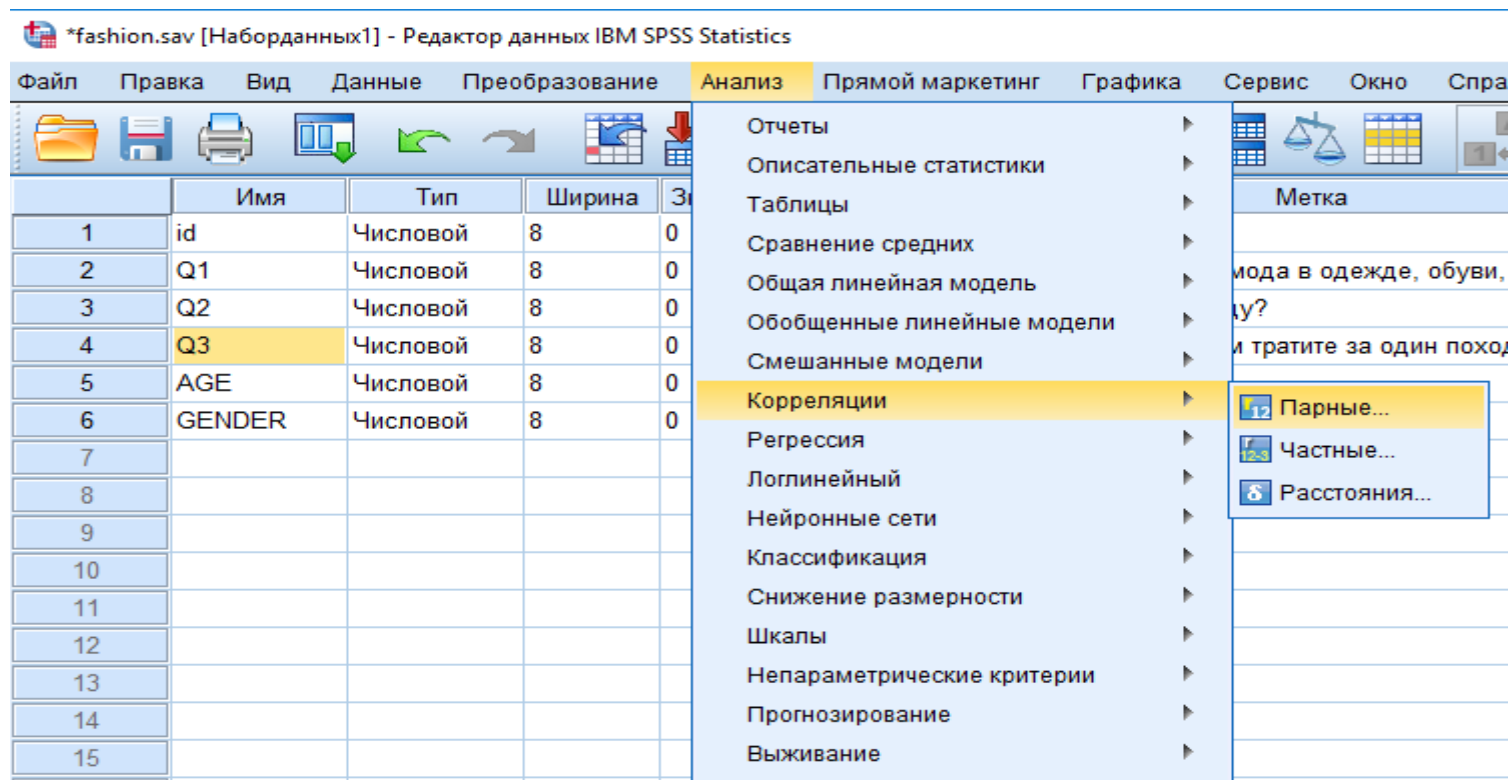 *fashion.sav [Наборданных1] - Редактор данных IBM SPSS Statistics
Файл Правка Вид Данные Преобразование Анализ Прямой маркетинг Графика Сервис Окно Спра
Имя Тип Ширина Метка
1 id Числовой 8 0
2 Q1 Числовой 8 0 мода в одежде, обуви,
3 Q2 Числовой 8 0 ду?
4 Q3 Числовой 8 0 м тратите за один поход
5 AGE Числовой 8 0
6 GENDER Числовой 8 0
7
8
9
10
11
12
13
14
15
Отчеты
Описательные статистики
Таблицы
Сравнение средних
Общая линейная модель
Обобщенные линейные модели
Смешанные модели
Корреляции
Регрессия
Логлинейный
Нейронные сети
Классификация
Снижение размерности
Шкалы
Непараметрические критерии
Прогнозирование
Выживание
Парные...
Частные...
Расстояния...